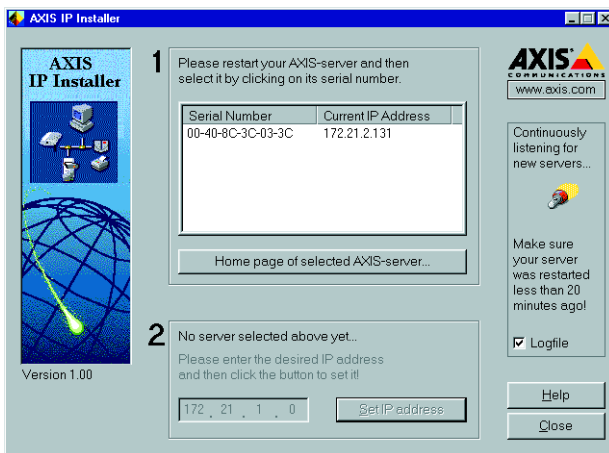 AXIS IP Installer
AXIS
IP Installer
Version 1.00
1
Please restart your AXIS-server and then
select it by clicking on its serial number.
Serial Number Current IP Address
00-40-8C-3C-03-3C 172.21.2.131
Home page of selected AXIS-server...
2
No server selected above yet...
Please enter the desired IP address
and then click the button to set it!
172 . 21 . 1 . 0
Set IP address
AXIS
COMMUNICATIONS
www.axis.com
Continuously
listening for
new servers...
Make sure
your server
was restarted
less than 20
minutes ago!
Logfile
Help
Close